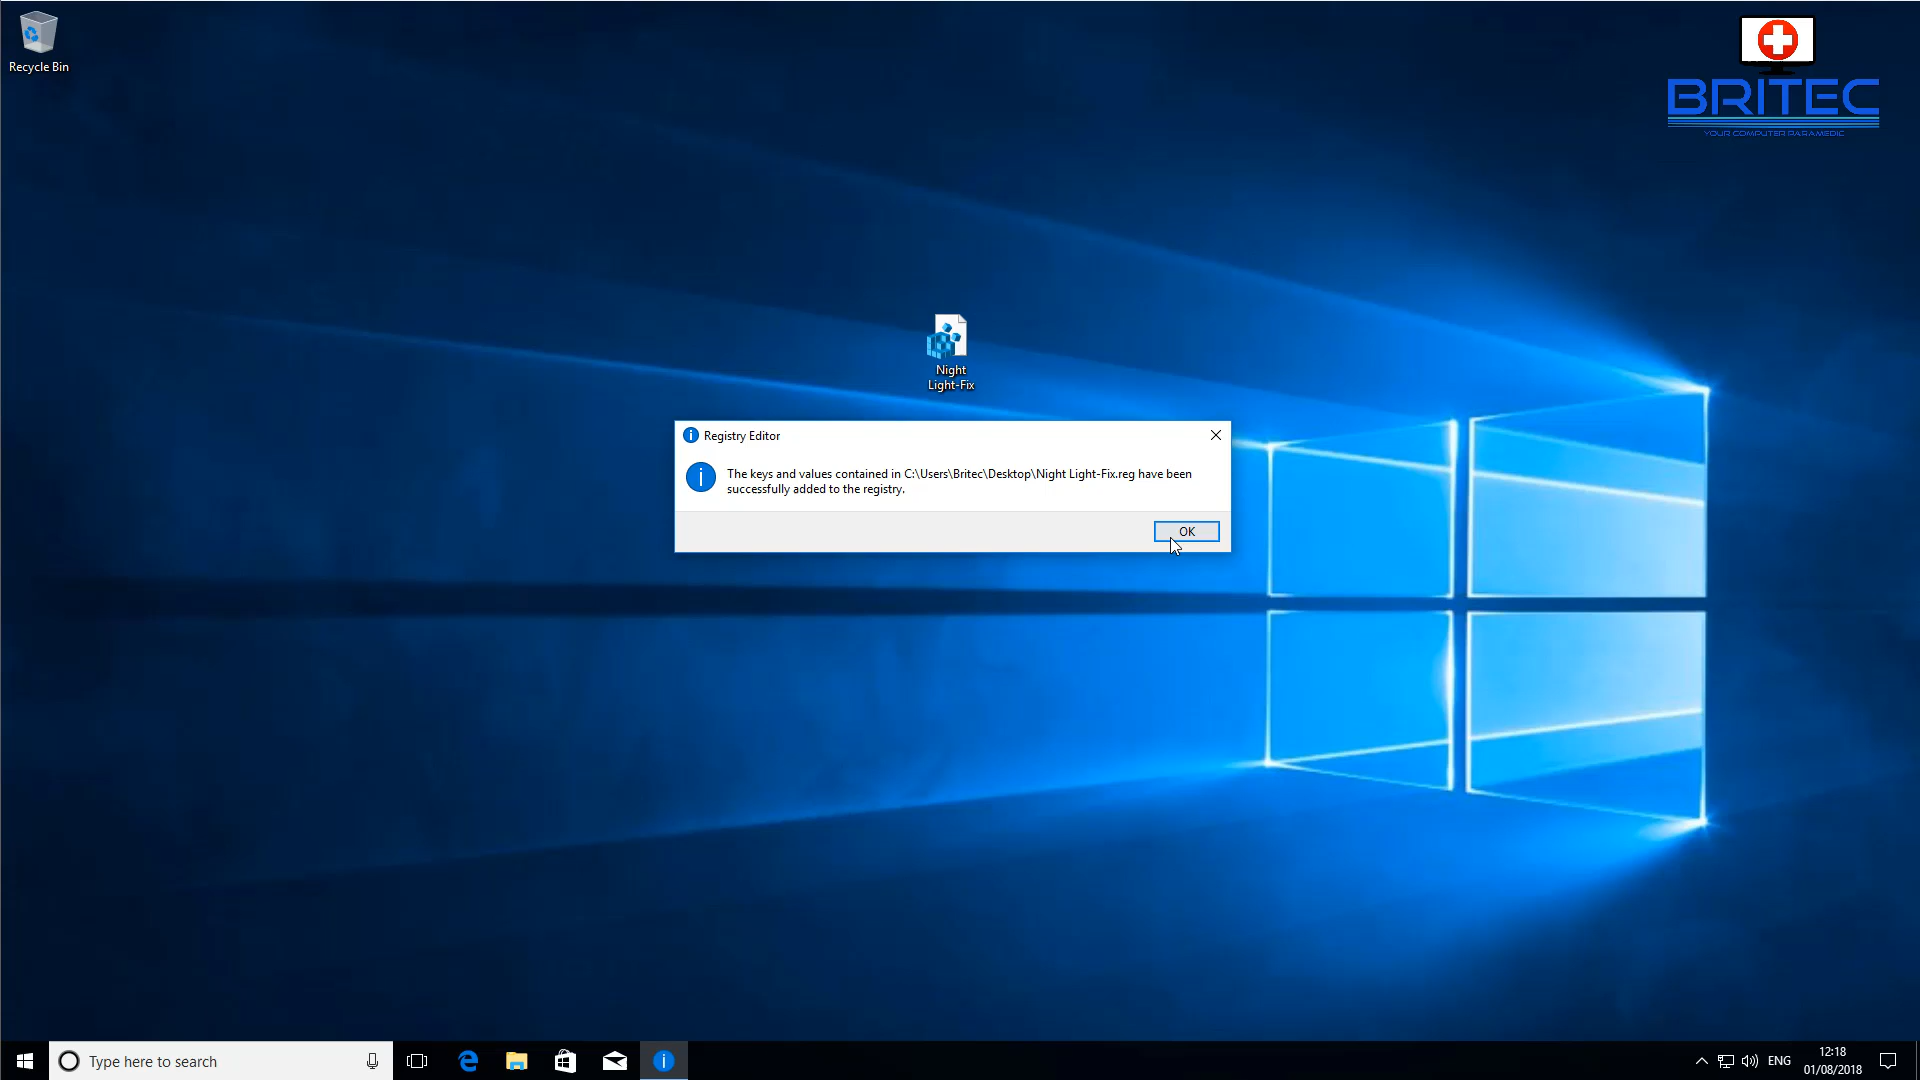 Recycle Bin
BRITEC
YOUR COMPUTER PARAMEDIC
Night
Light-Fix
Registry Editor
The keys and values contained in C:\Users\Britec\Desktop\Night Light-Fix.reg have been
successfully added to the registry.
OK
Type here to search
ENG
12:18
01/08/2018